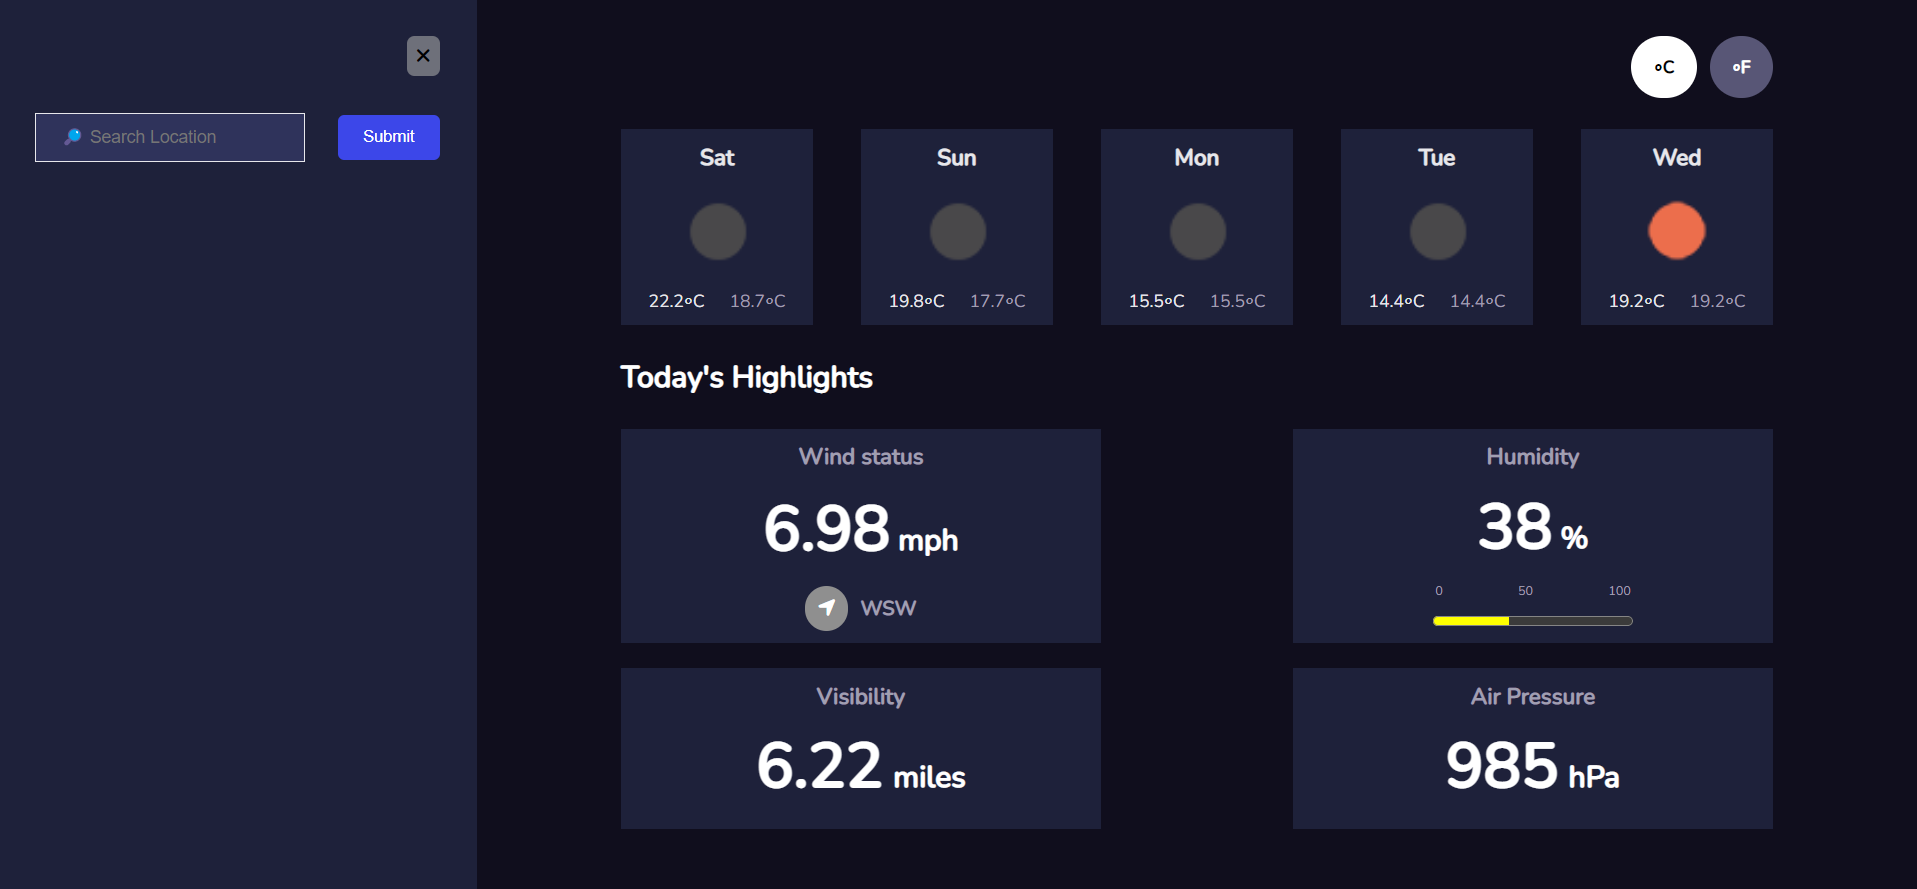 ✕
ºC ºF
🔎 Search Location
Submit
Sat Sun Mon Tue Wed
22.2ºC 18.7ºC 19.8ºC 17.7ºC 15.5ºC 15.5ºC 14.4ºC 14.4ºC 19.2ºC 19.2ºC
Today's Highlights
Wind status
6.98 mph
WSW
Humidity
38 %
0 50 100
Visibility
6.22 miles
Air Pressure
985 hPa